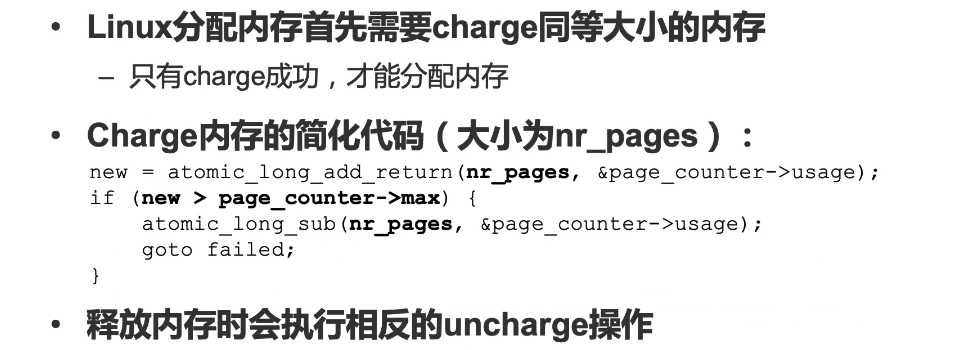 • Linux分配内存首先需要charge同等大小的内存
– 只有charge成功，才能分配内存
• Charge内存的简化代码（大小为nr_pages）：
new = atomic_long_add_return(nr_pages, &page_counter->usage);
if (new > page_counter->max) {
    atomic_long_sub(nr_pages, &page_counter->usage);
    goto failed;
}
• 释放内存时会执行相反的uncharge操作